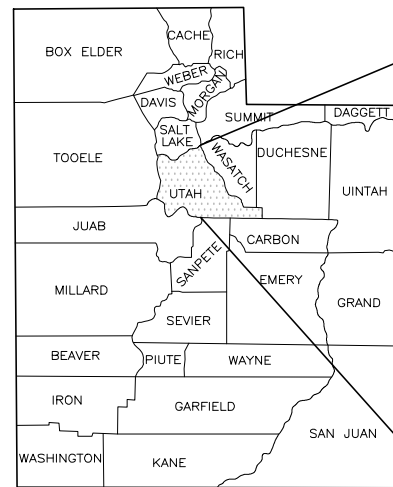 CACHE
BOX ELDER
RICH
WEBER
MORGAN
DAVIS
SUMMIT
DAGGETT
SALT
LAKE
TOOELE
WASATCH
DUCHESNE
UINTAH
UTAH
JUAB
CARBON
SANPETE
EMERY
MILLARD
GRAND
SEVIER
BEAVER
PIUTE
WAYNE
IRON
GARFIELD
SAN JUAN
WASHINGTON
KANE